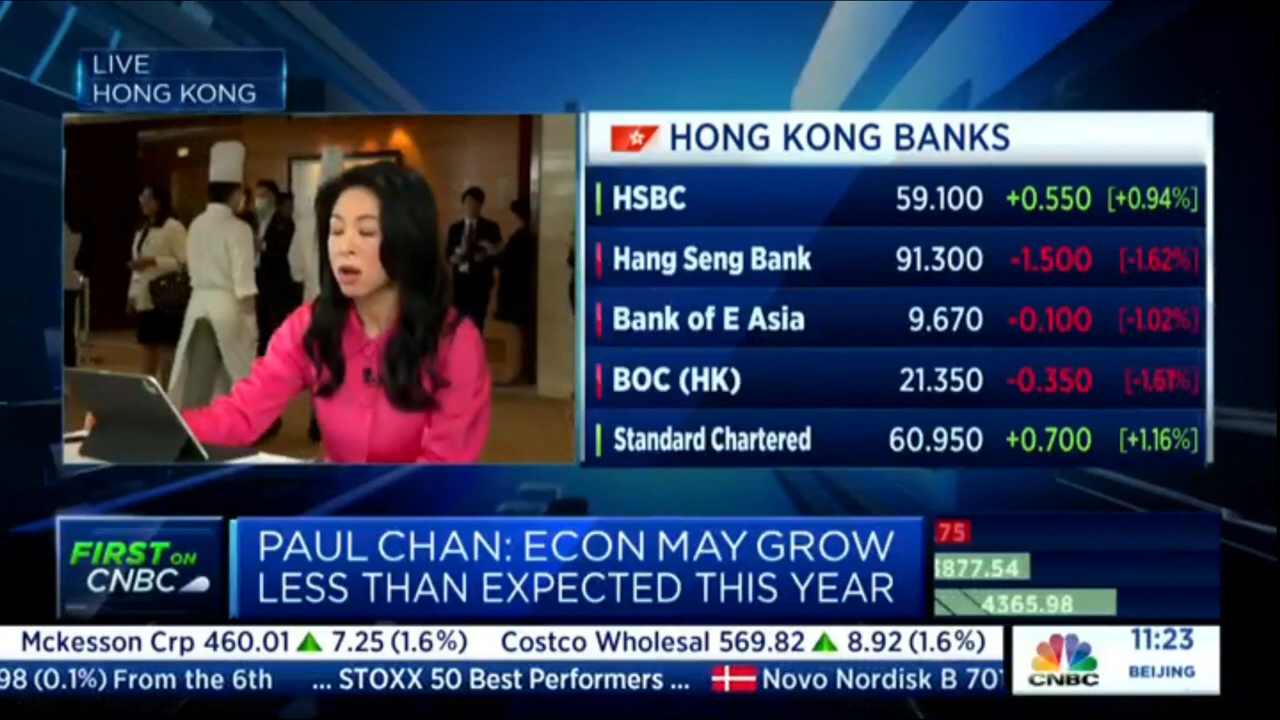 LIVE
HONG KONG
HONG KONG BANKS
HSBC 59.100 +0.550 [+0.94%]
Hang Seng Bank 91.300 -1.500 [-1.62%]
Bank of E Asia 9.670 -0.100 [-1.02%]
BOC (HK) 21.350 -0.350 [-1.61%]
Standard Chartered 60.950 +0.700 [+1.16%]
FIRST ON
CNBC
PAUL CHAN: ECON MAY GROW
LESS THAN EXPECTED THIS YEAR
.75
877.54
4365.98
Mckesson Crp 460.01 ▲ 7.25 (1.6%) Costco Wholesal 569.82 ▲ 8.92 (1.6%)
98 (0.1%) From the 6th ... STOXX 50 Best Performers ... Novo Nordisk B 701
CNBC
11:23
BEIJING